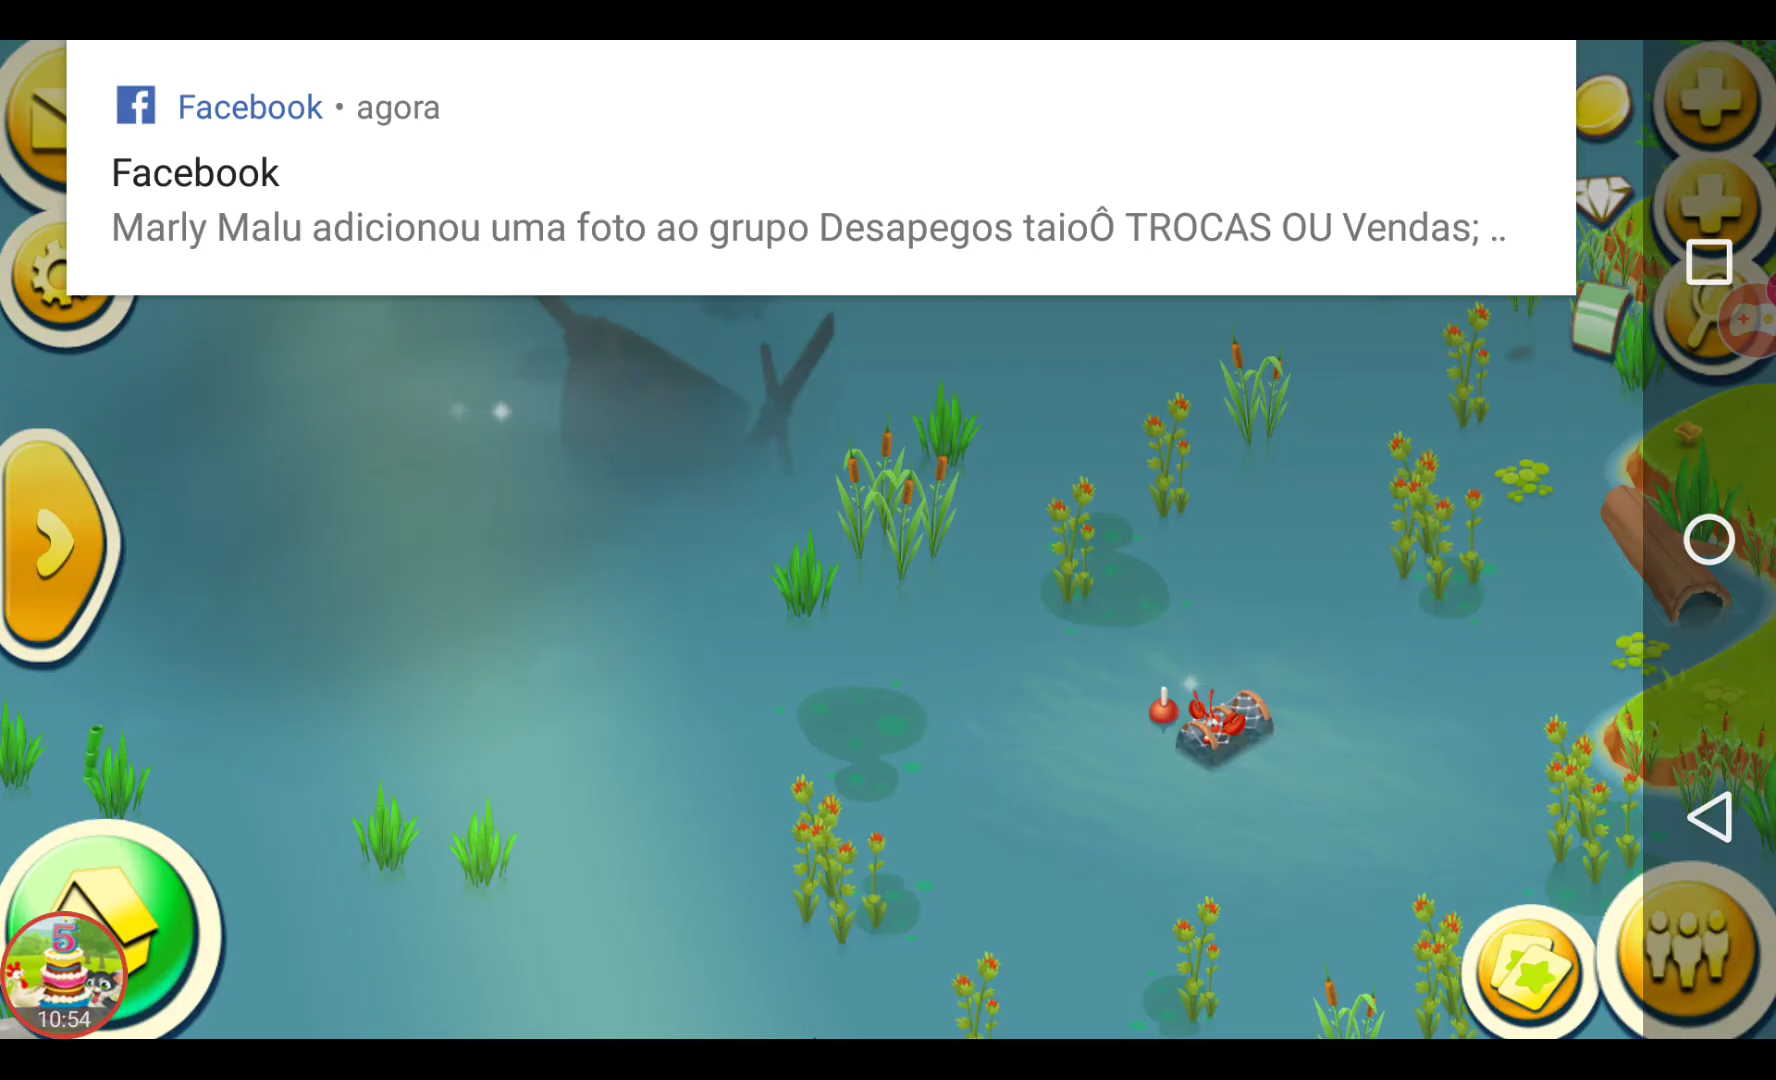 Facebook • agora
Facebook
Marly Malu adicionou uma foto ao grupo Desapegos taioÔ TROCAS OU Vendas; ..
5
10:54